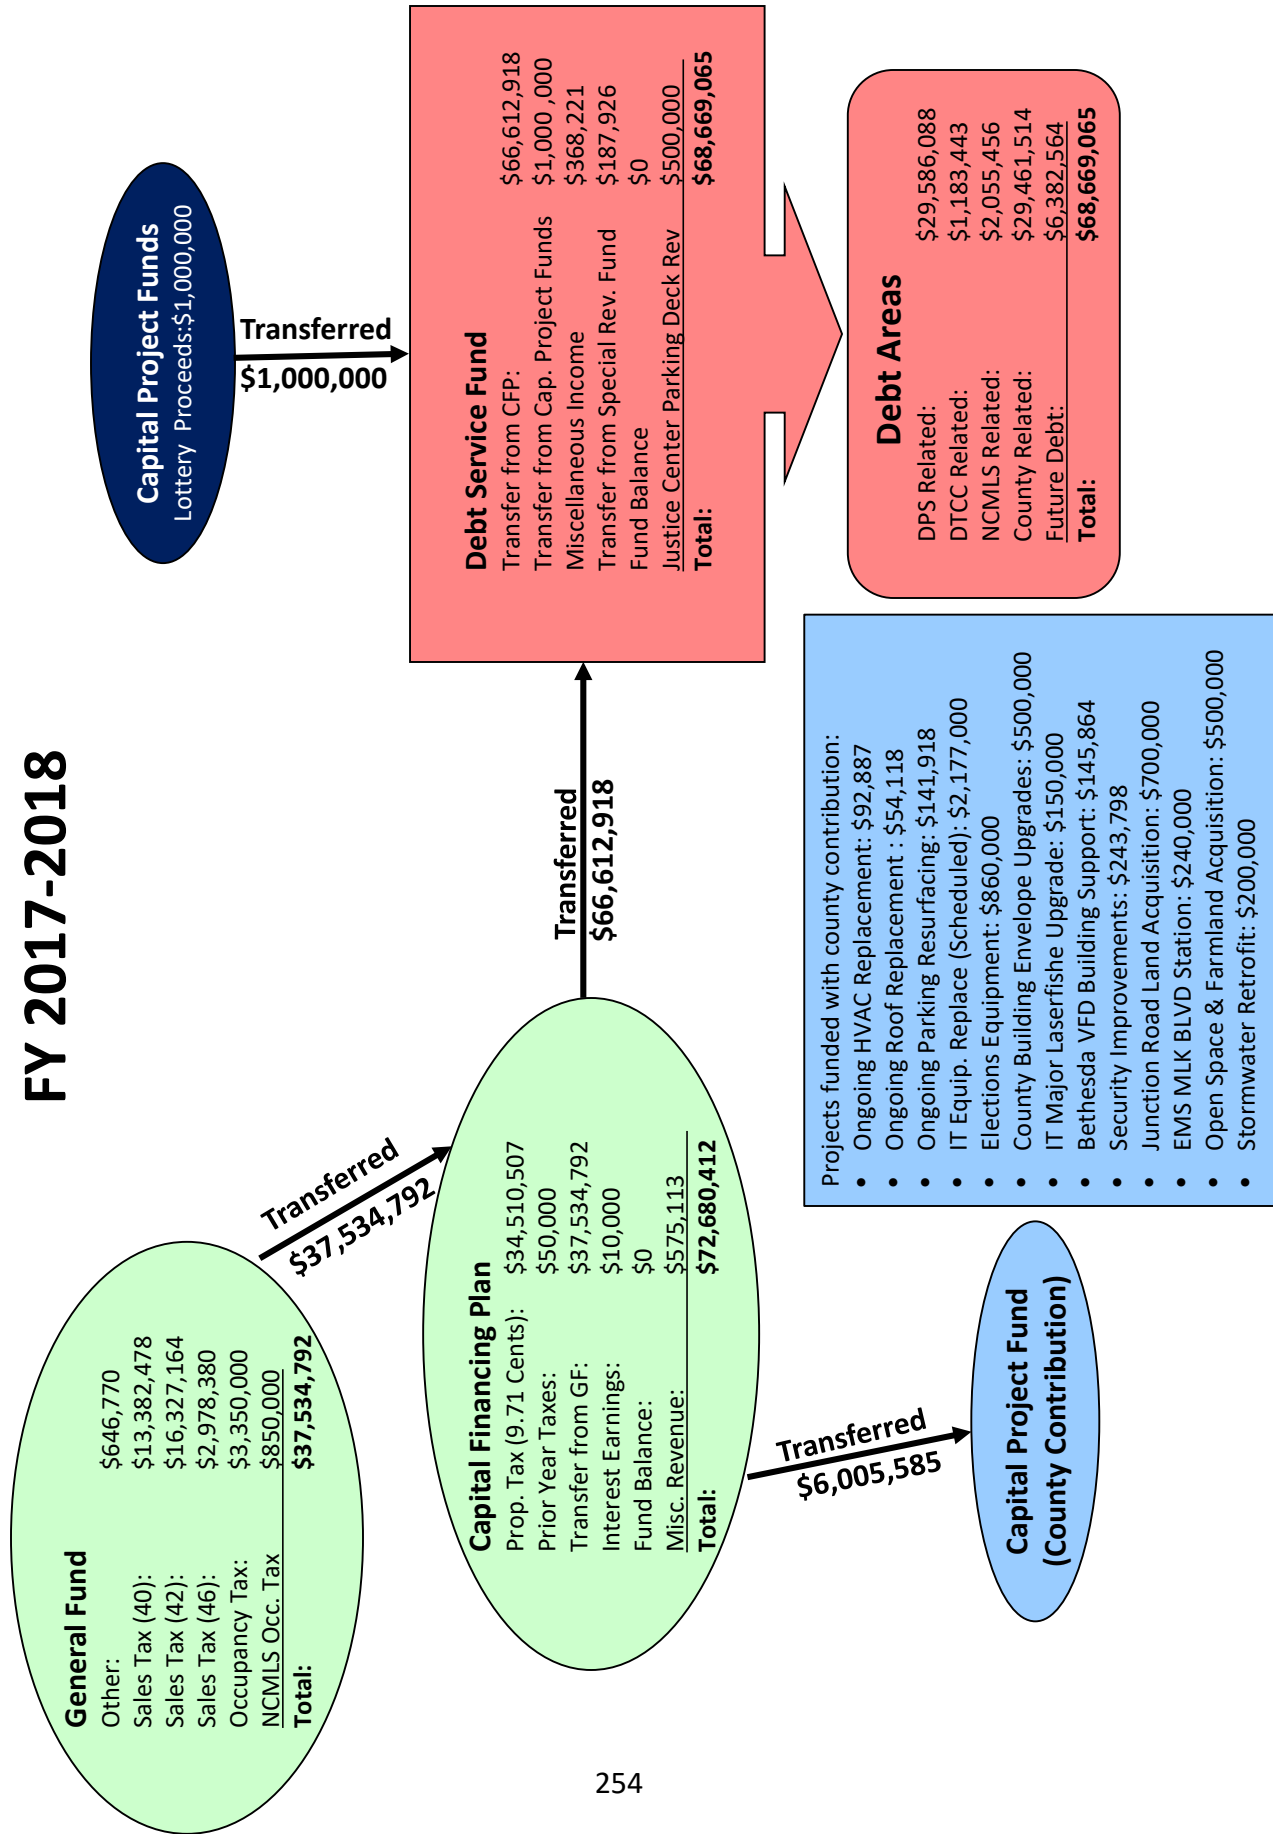 FY 2017-2018
General Fund
Other: $646,770
Sales Tax (40): $13,382,478
Sales Tax (42): $16,327,164
Sales Tax (46): $2,978,380
Occupancy Tax: $3,350,000
NCMLS Occ. Tax $850,000
Total: $37,534,792
Transferred
$37,534,792
Capital Financing Plan
Prop. Tax (9.71 Cents): $34,510,507
Prior Year Taxes: $50,000
Transfer from GF: $37,534,792
Interest Earnings: $10,000
Fund Balance: $0
Misc. Revenue: $575,113
Total: $72,680,412
Transferred
$66,612,918
Capital Project Funds
Lottery Proceeds:$1,000,000
Transferred
$1,000,000
Debt Service Fund
Transfer from CFP: $66,612,918
Transfer from Cap. Project Funds $1,000 ,000
Miscellaneous Income $368,221
Transfer from Special Rev. Fund $187,926
Fund Balance $0
Justice Center Parking Deck Rev $500,000
Total: $68,669,065
Debt Areas
DPS Related: $29,586,088
DTCC Related: $1,183,443
NCMLS Related: $2,055,456
County Related: $29,461,514
Future Debt: $6,382,564
Total: $68,669,065
Transferred
$6,005,585
Capital Project Fund
(County Contribution)
Projects funded with county contribution:
• Ongoing HVAC Replacement: $92,887
• Ongoing Roof Replacement : $54,118
• Ongoing Parking Resurfacing: $141,918
• IT Equip. Replace (Scheduled): $2,177,000
• Elections Equipment: $860,000
• County Building Envelope Upgrades: $500,000
• IT Major Laserfishe Upgrade: $150,000
• Bethesda VFD Building Support: $145,864
• Security Improvements: $243,798
• Junction Road Land Acquisition: $700,000
• EMS MLK BLVD Station: $240,000
• Open Space & Farmland Acquisition: $500,000
• Stormwater Retrofit: $200,000
254